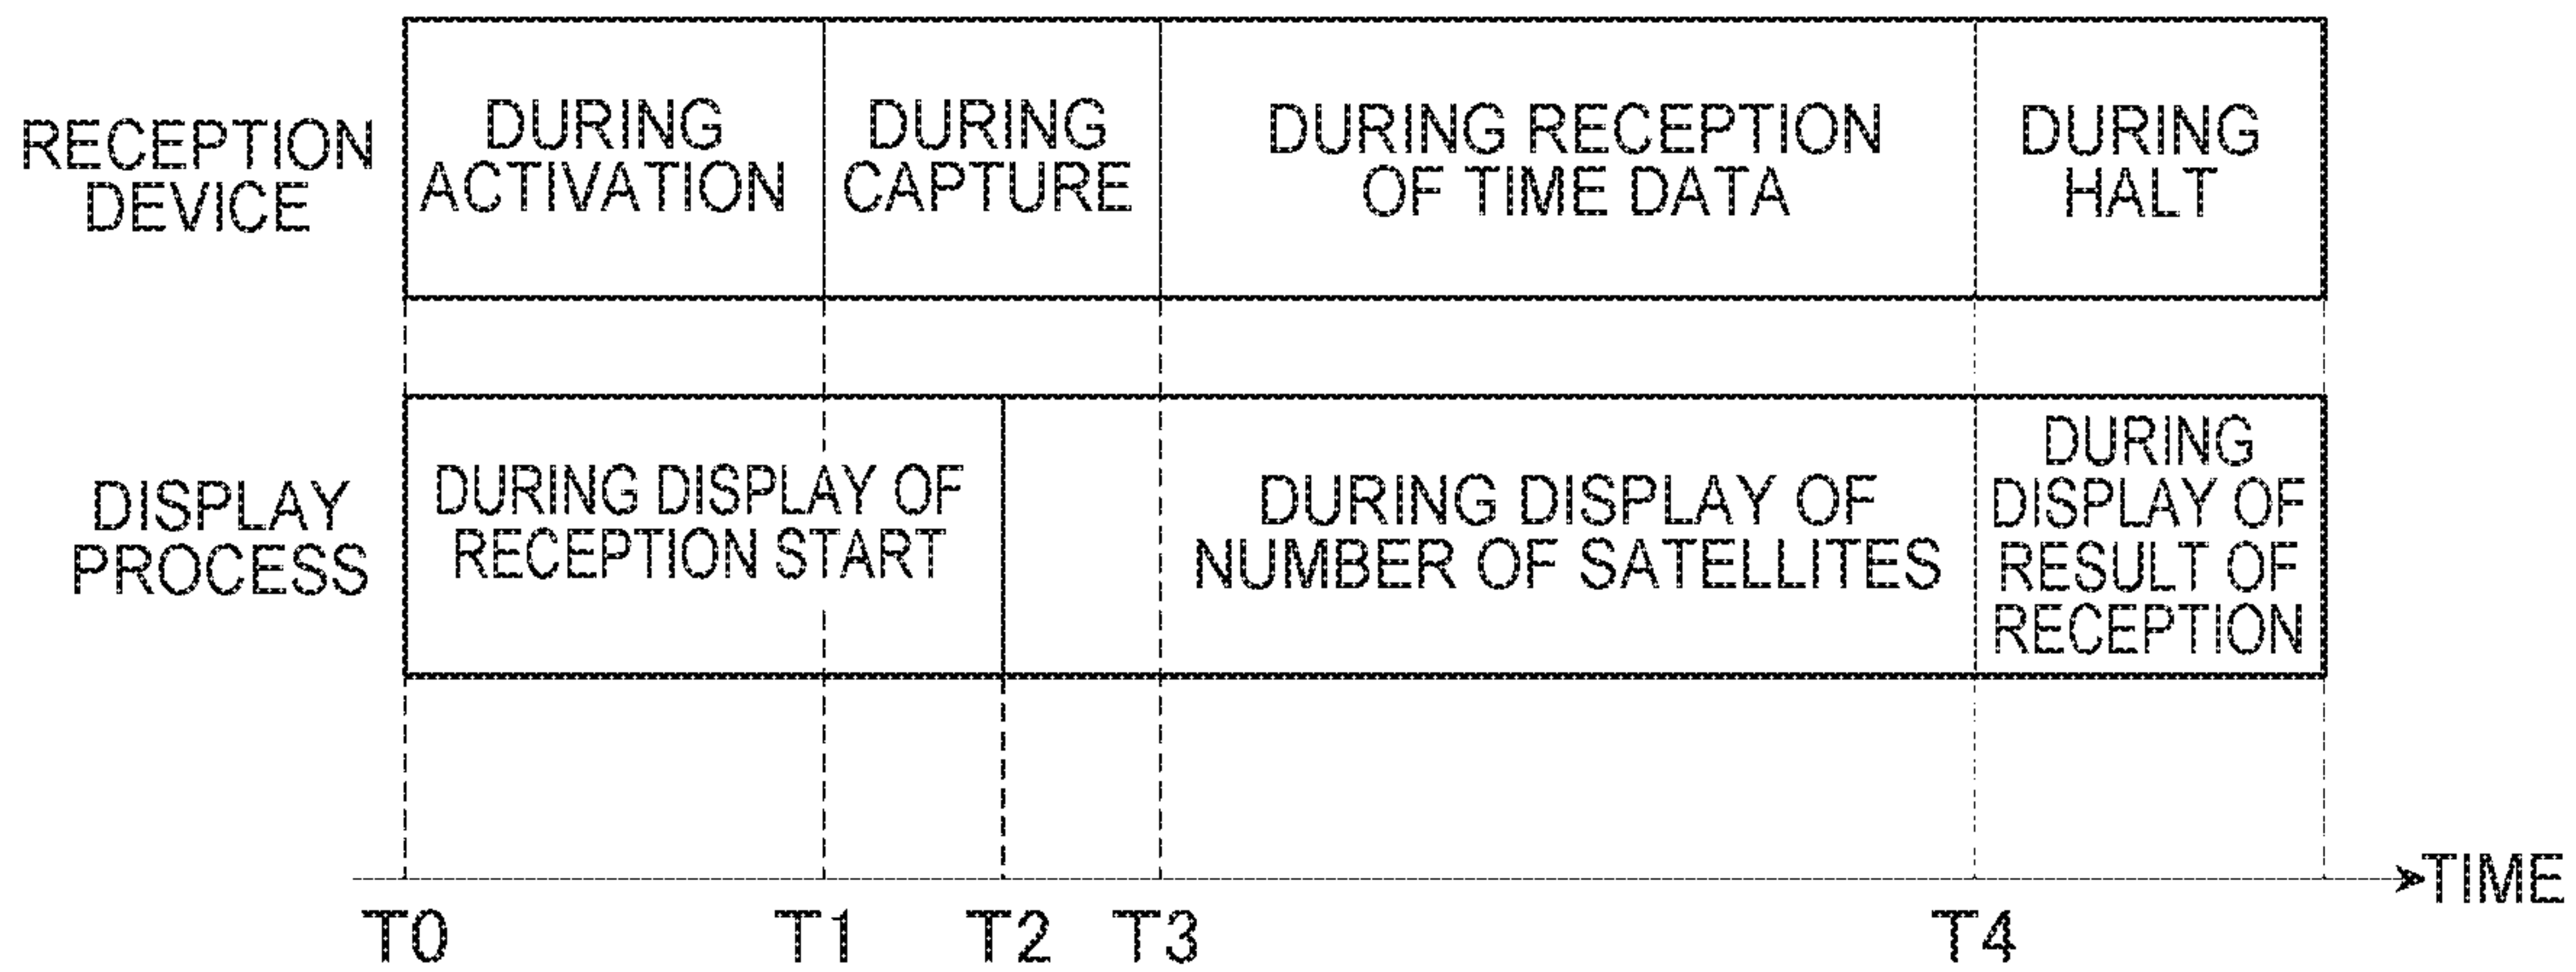 RECEPTION
DEVICE
DURING
ACTIVATION
DURING
CAPTURE
DURING RECEPTION
OF TIME DATA
DURING
HALT
DISPLAY
PROCESS
DURING DISPLAY OF
RECEPTION START
DURING DISPLAY OF
NUMBER OF SATELLITES
DURING
DISPLAY OF
RESULT OF
RECEPTION
TIME
T0
T1
T2
T3
T4